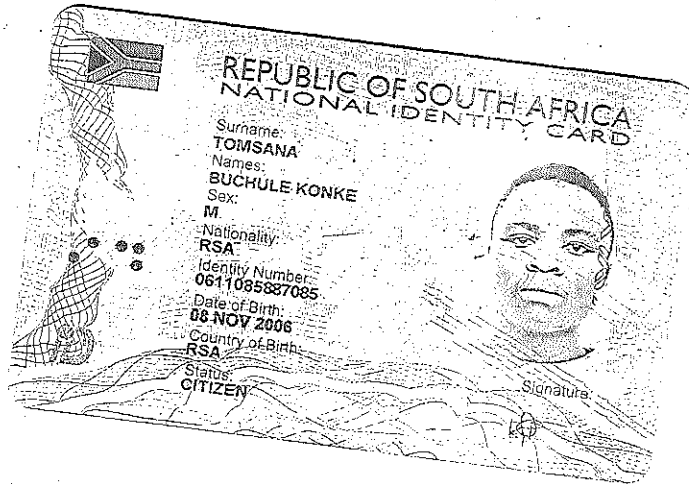 REPUBLIC OF SOUTH AFRICA
NATIONAL IDENTITY CARD
Surname:
TOMSANA
Names:
BUCHULE KONKE
Sex:
M
Nationality:
RSA
Identity Number:
0611085887085
Date of Birth:
08 NOV 2006
Country of Birth:
RSA
Status:
CITIZEN
Signature: